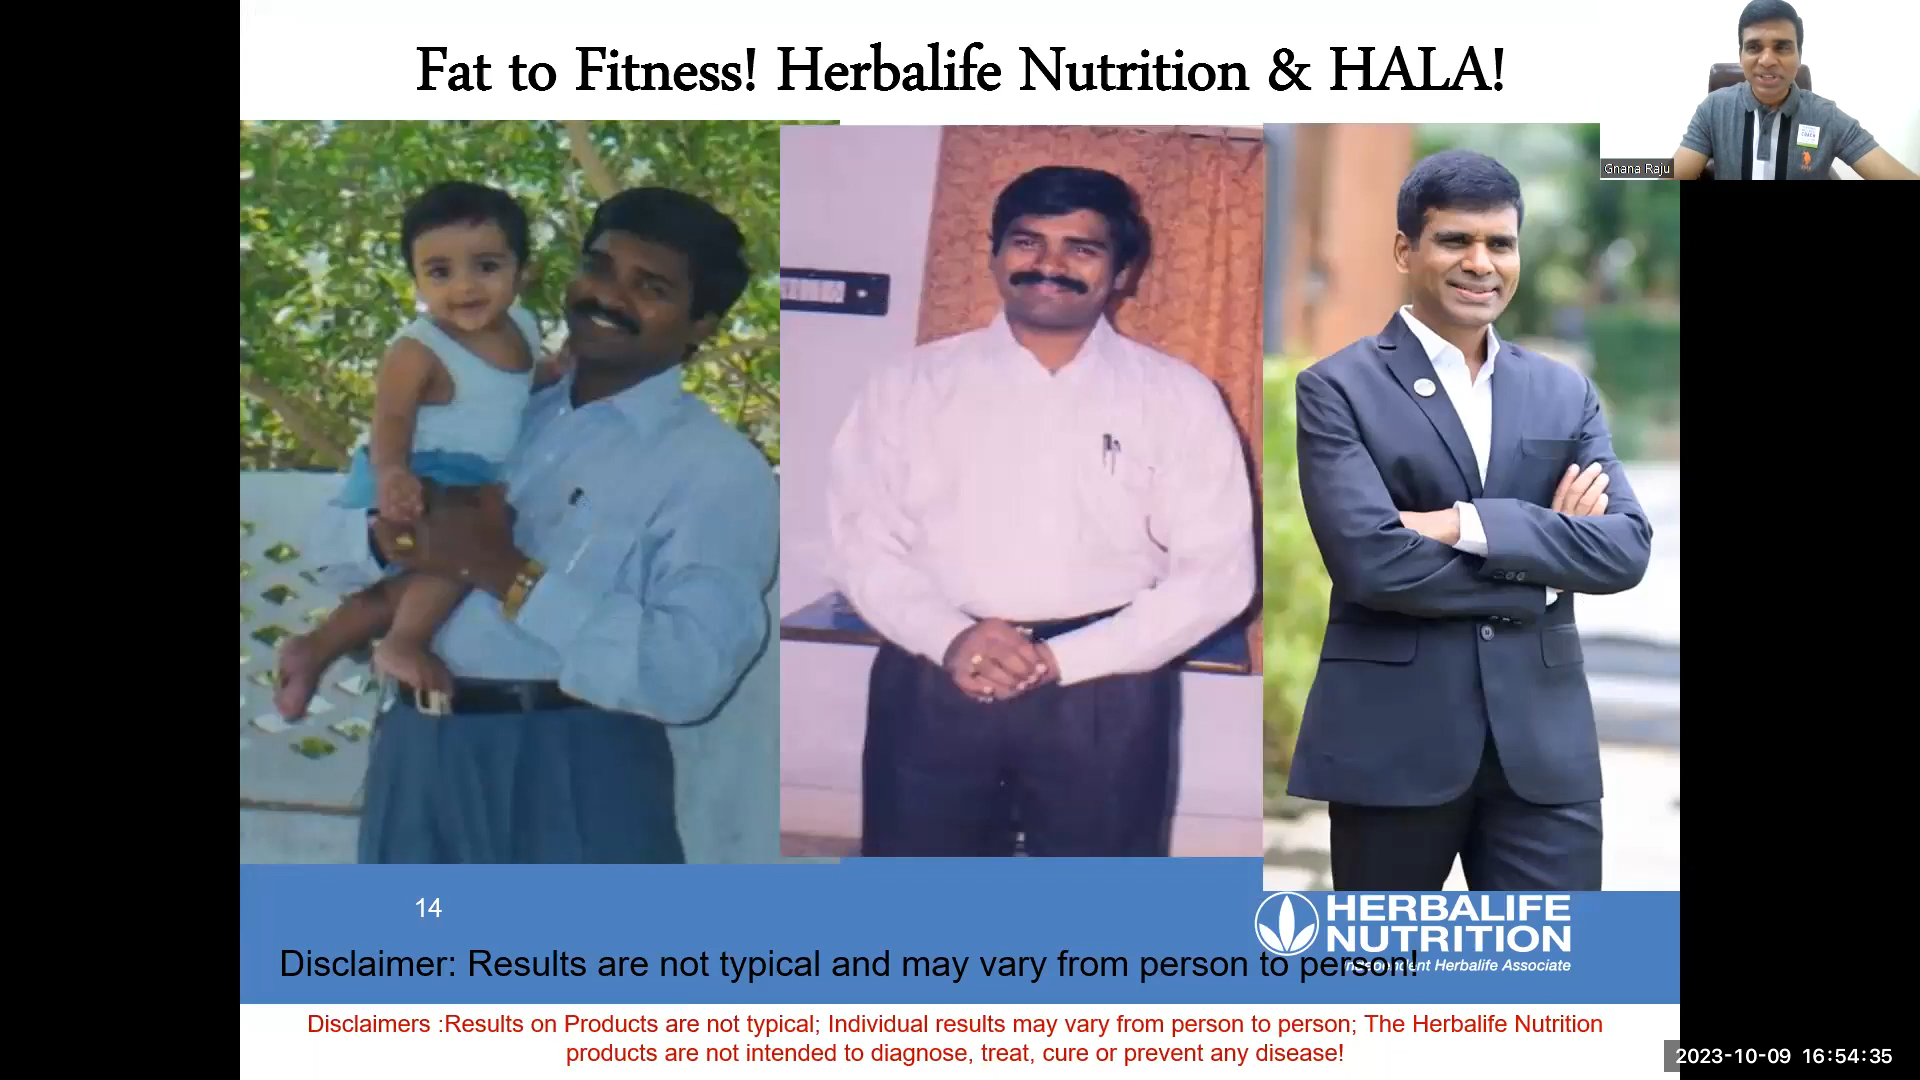 Fat to Fitness! Herbalife Nutrition & HALA!
Gnana Raju
14
HERBALIFE
NUTRITION
Independent Herbalife Associate
Disclaimer: Results are not typical and may vary from person to person!
Disclaimers :Results on Products are not typical; Individual results may vary from person to person; The Herbalife Nutrition
products are not intended to diagnose, treat, cure or prevent any disease!
2023-10-09 16:54:35